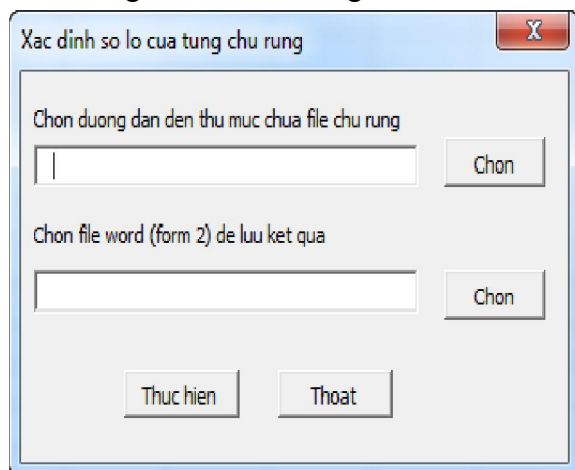 Xac dinh so lo cua tung chu rung
X
Chon duong dan den thu muc chua file chu rung
Chon
Chon file word (form 2) de luu ket qua
Chon
Thuc hien Thoat